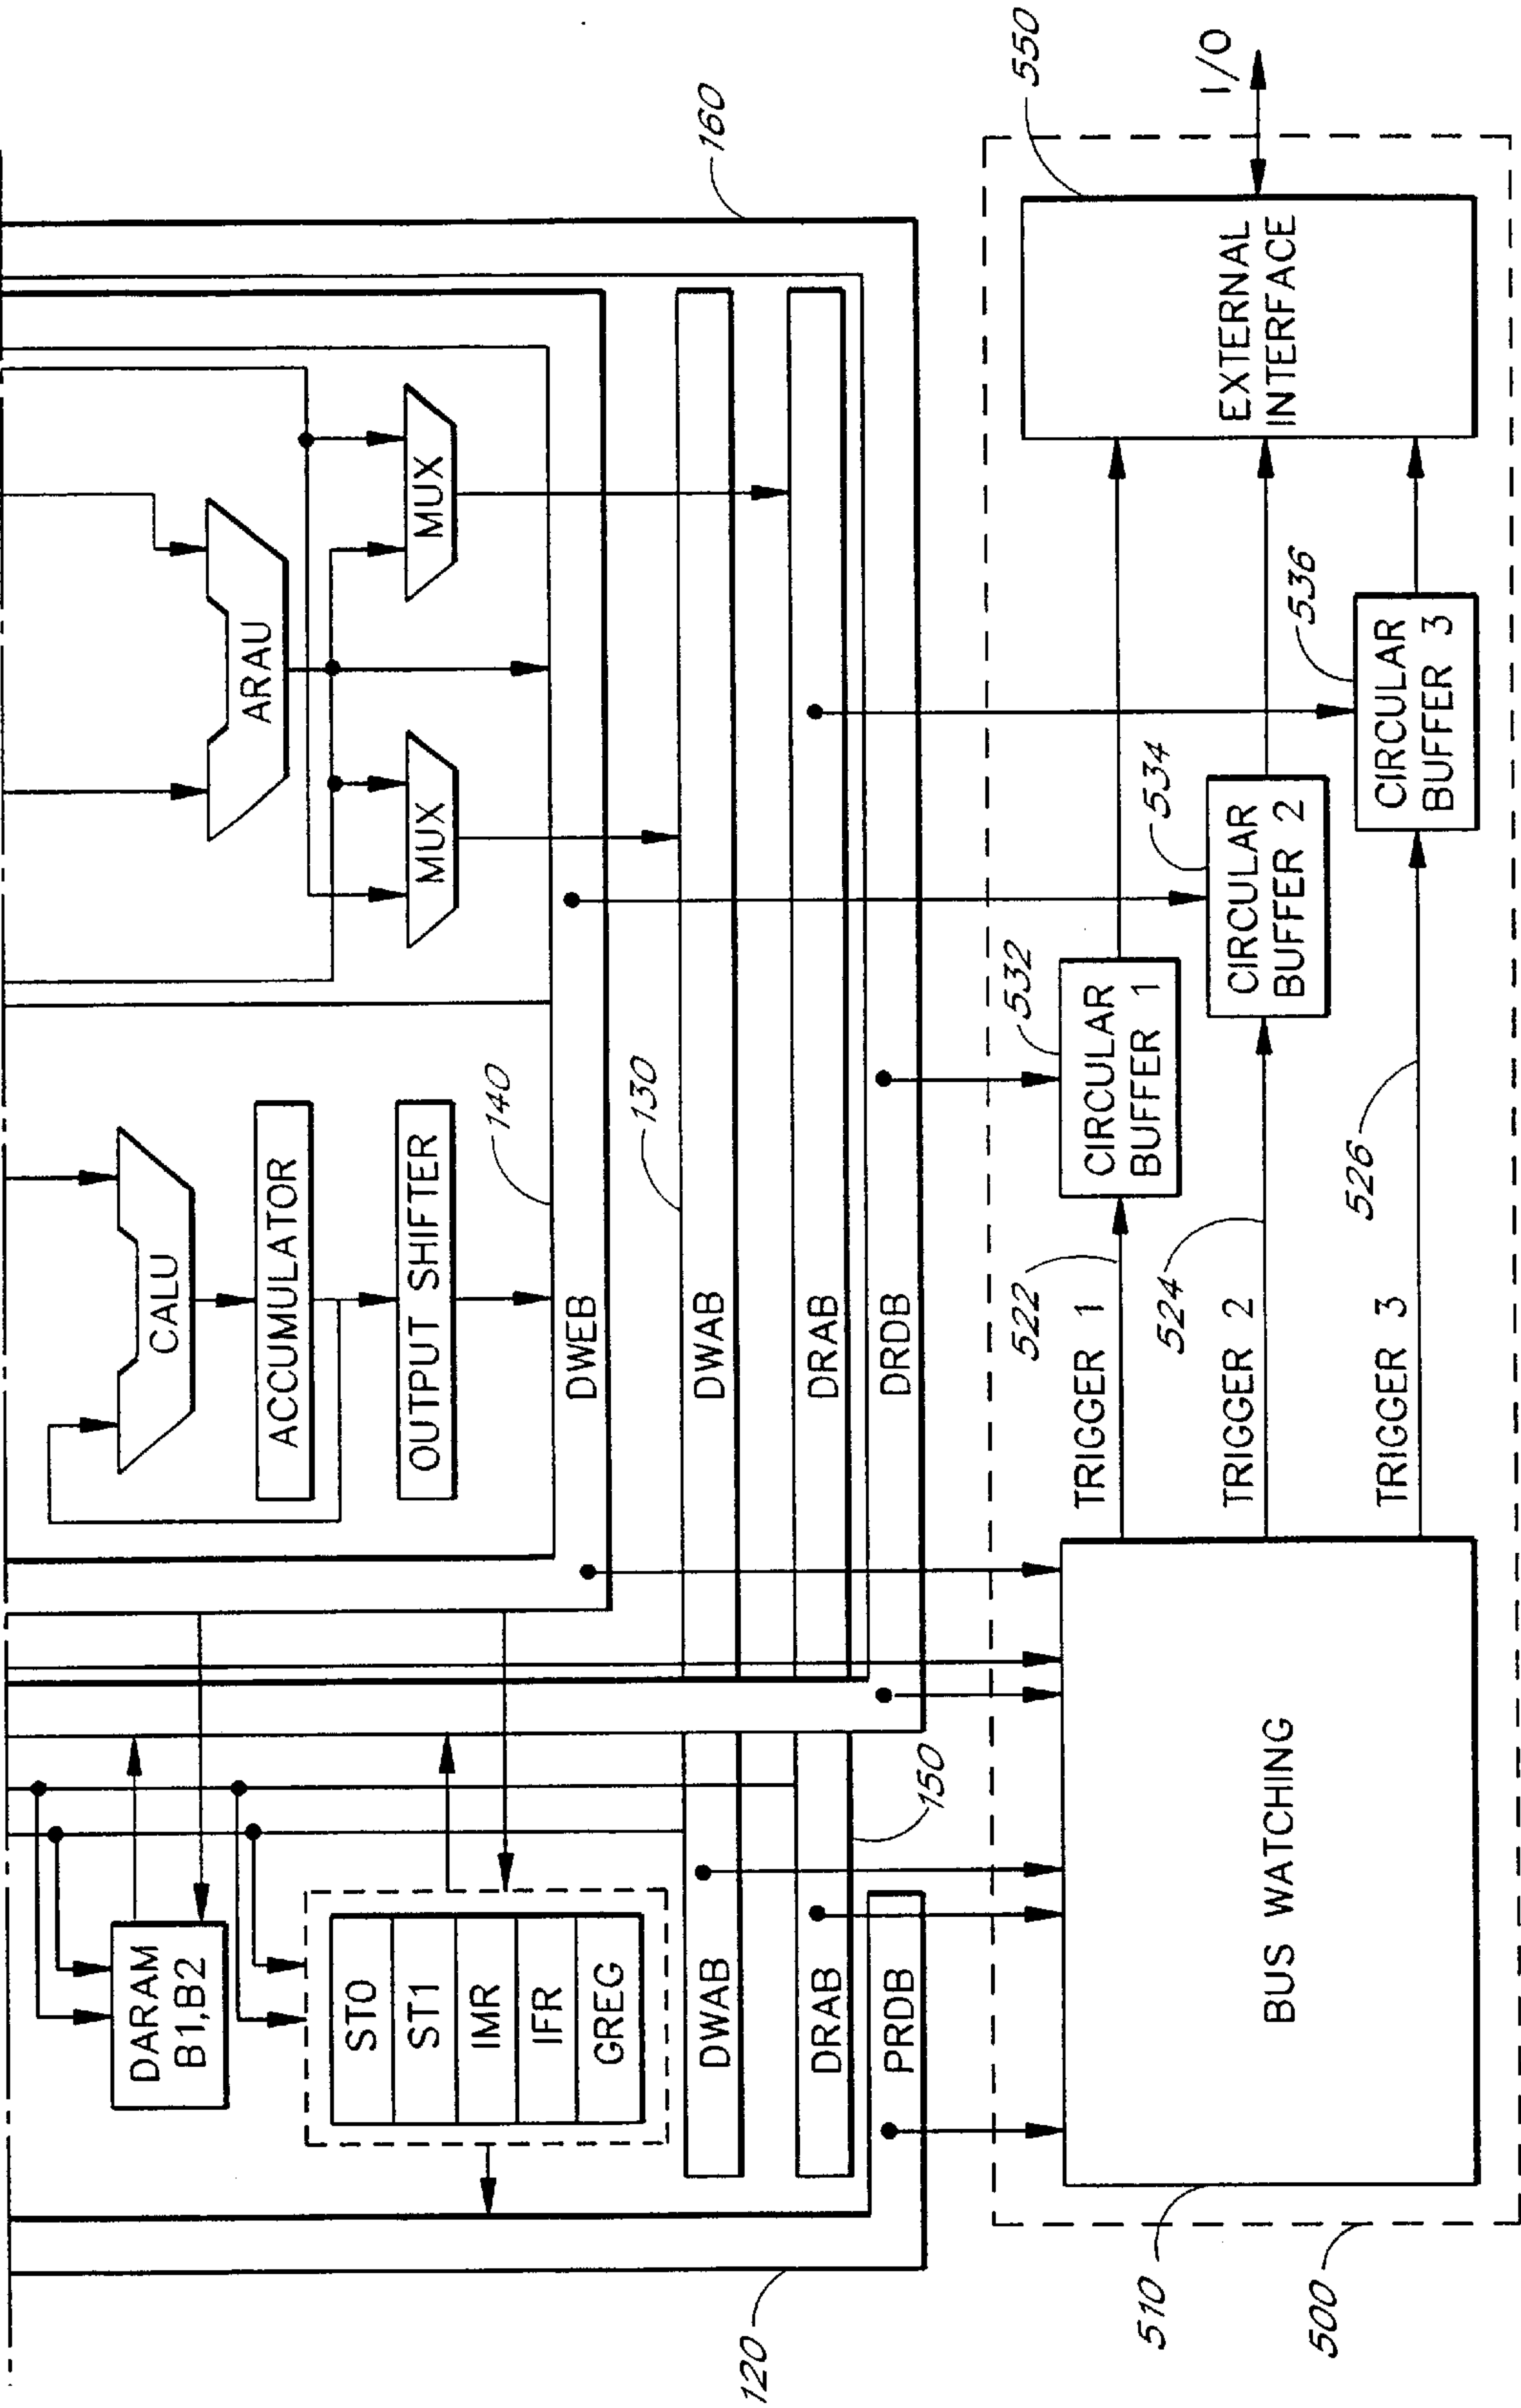 DARAM
B1,B2
ST0
ST1
IMR
IFR
GREG
CALU
ACCUMULATOR
OUTPUT SHIFTER
ARAU
MUX
MUX
140
DWEB
130
DWAB
DWAB
DRAB
DRAB
150
PRDB
DRDB
120
160
TRIGGER 1
522
CIRCULAR
BUFFER 1
532
TRIGGER 2
524
CIRCULAR
BUFFER 2
534
TRIGGER 3
526
CIRCULAR
BUFFER 3
536
BUS WATCHING
510
500
EXTERNAL
INTERFACE
550
I/O